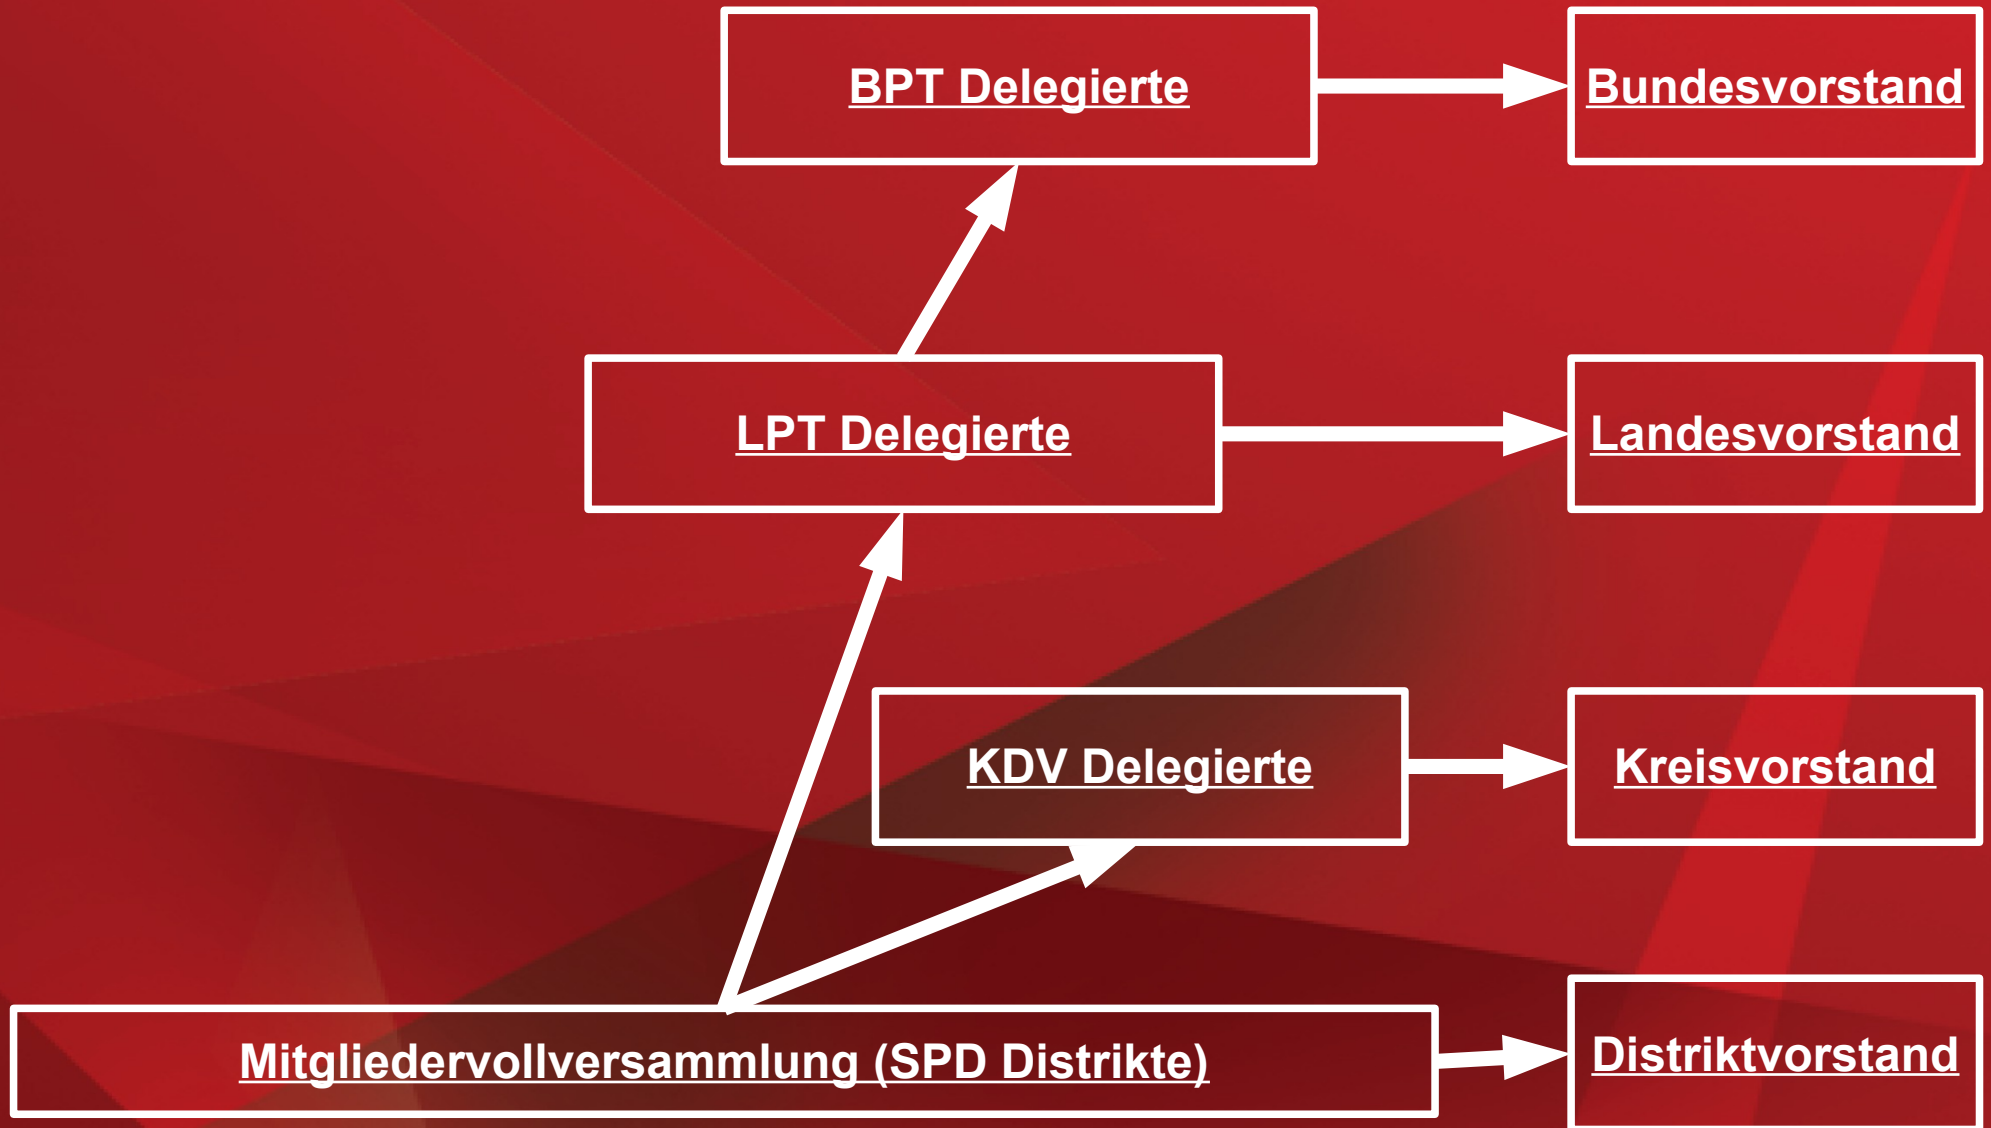 BPT Delegierte
Bundesvorstand
LPT Delegierte
Landesvorstand
KDV Delegierte
Kreisvorstand
Mitgliedervollversammlung (SPD Distrikte)
Distriktvorstand